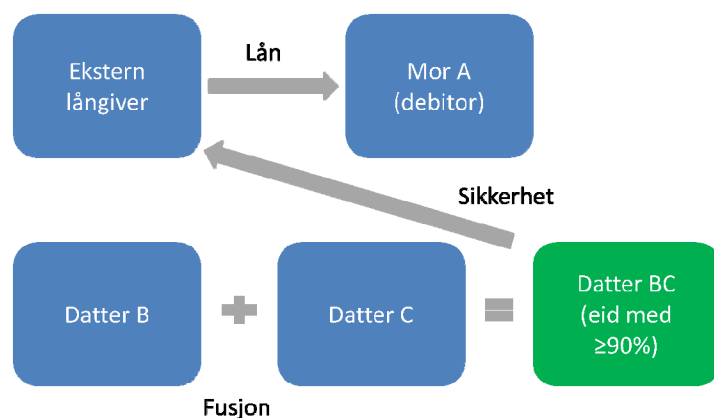 Lån
Ekstern
långiver
Mor A
(debitor)
Sikkerhet
Datter B
Datter C
Datter BC
(eid med
≥90%)
Fusjon